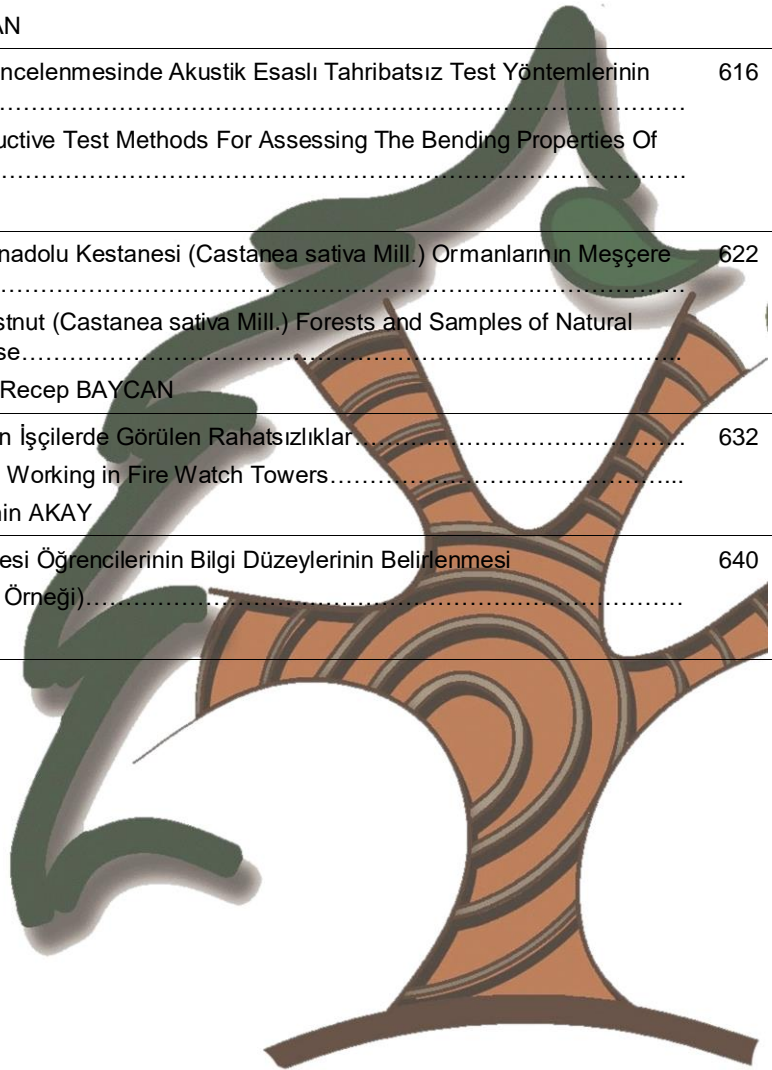 AN
ncelenmesinde Akustik Esaslı Tahribatsız Test Yöntemlerinin 616
……………………………………………………………………………
uctive Test Methods For Assessing The Bending Properties Of
……………………………………………………………………………
nadolu Kestanesi (Castanea sativa Mill.) Ormanlarının Meşçere 622
……………………………………………………………………………
stnut (Castanea sativa Mill.) Forests and Samples of Natural
se……………………………………………………………………………..
Recep BAYCAN
n İşçilerde Görülen Rahatsızlıklar……………………………………. 632
Working in Fire Watch Towers………………………………………...
in AKAY
esi Öğrencilerinin Bilgi Düzeylerinin Belirlenmesi 640
Örneği)……………………………………………………………………